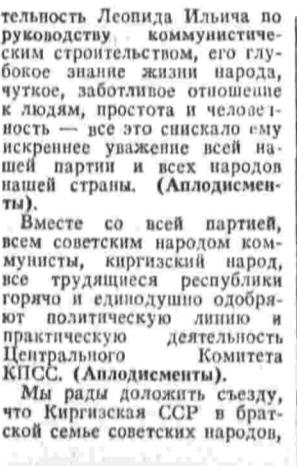 тельность Леонида Ильича по
руководству коммунистиче-
ским строительством, его глу-
бокое знание жизни народа,
чуткое, заботливое отношение
к людям, простота и человеч-
ность — все это снискало ему
искреннее уважение всей на-
шей партии и всех народов
нашей страны. (Аплодисмен-
ты).
Вместе со всей партией,
всем советским народом ком-
мунисты, киргизский народ,
все трудящиеся республики
горячо и единодушно одобря-
ют политическую линию и
практическую деятельность
Центрального Комитета
КПСС. (Аплодисменты).
Мы рады доложить съезду,
что Киргизская ССР в брат-
ской семье советских народов,